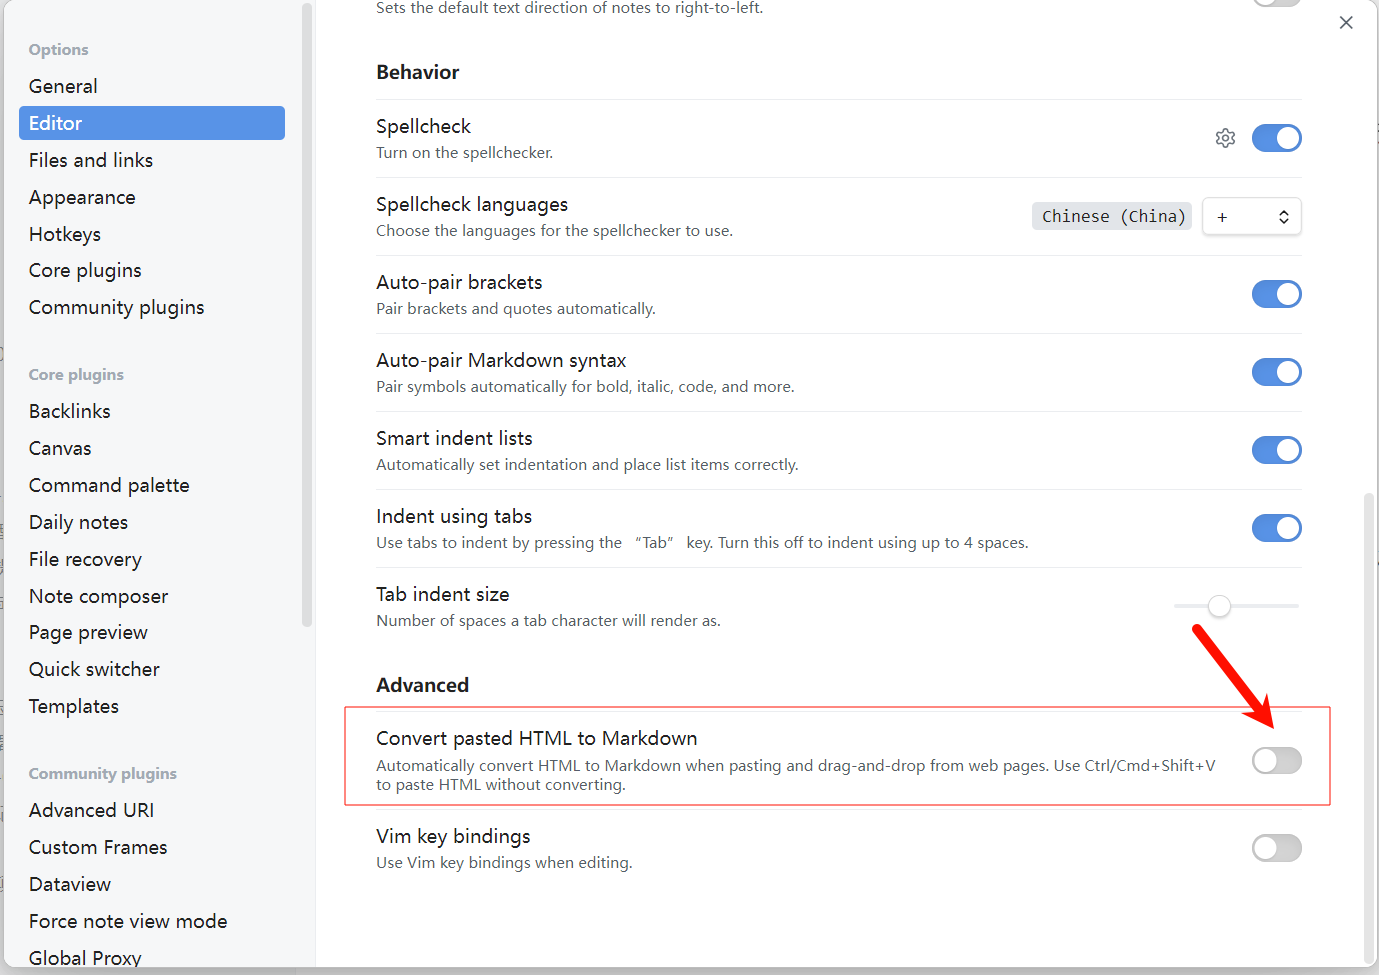 Options
General
Editor
Files and links
Appearance
Hotkeys
Core plugins
Community plugins
Core plugins
Backlinks
Canvas
Command palette
Daily notes
File recovery
Note composer
Page preview
Quick switcher
Templates
Community plugins
Advanced URI
Custom Frames
Dataview
Force note view mode
Global Proxy
Sets the default text direction of notes to right-to-left.
Behavior
Spellcheck
Turn on the spellchecker.
Spellcheck languages
Choose the languages for the spellchecker to use.
Chinese (China)
+
Auto-pair brackets
Pair brackets and quotes automatically.
Auto-pair Markdown syntax
Pair symbols automatically for bold, italic, code, and more.
Smart indent lists
Automatically set indentation and place list items correctly.
Indent using tabs
Use tabs to indent by pressing the “Tab” key. Turn this off to indent using up to 4 spaces.
Tab indent size
Number of spaces a tab character will render as.
Advanced
Convert pasted HTML to Markdown
Automatically convert HTML to Markdown when pasting and drag-and-drop from web pages. Use Ctrl/Cmd+Shift+V
to paste HTML without converting.
Vim key bindings
Use Vim key bindings when editing.